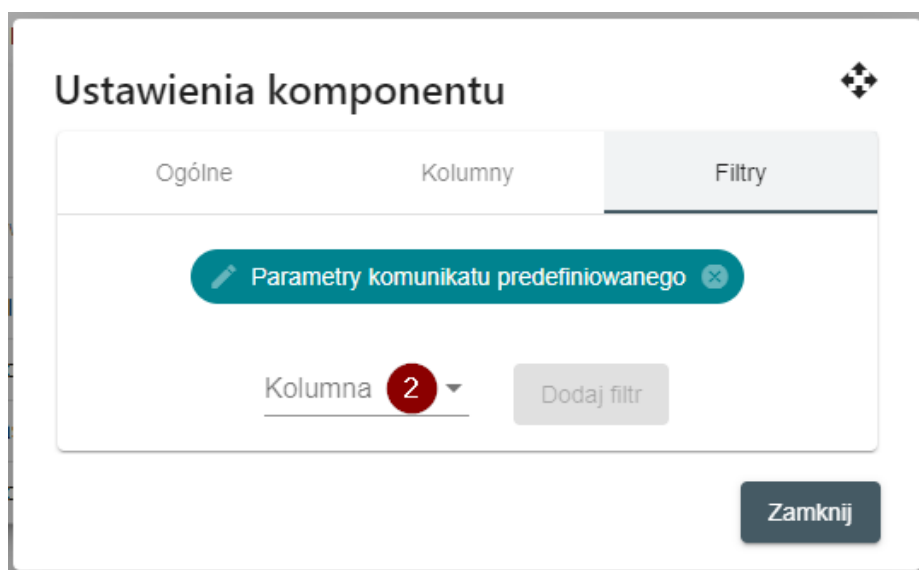 Ustawienia komponentu
Ogólne Kolumny Filtry
Parametry komunikatu predefiniowanego
Kolumna 2 Dodaj filtr
Zamknij